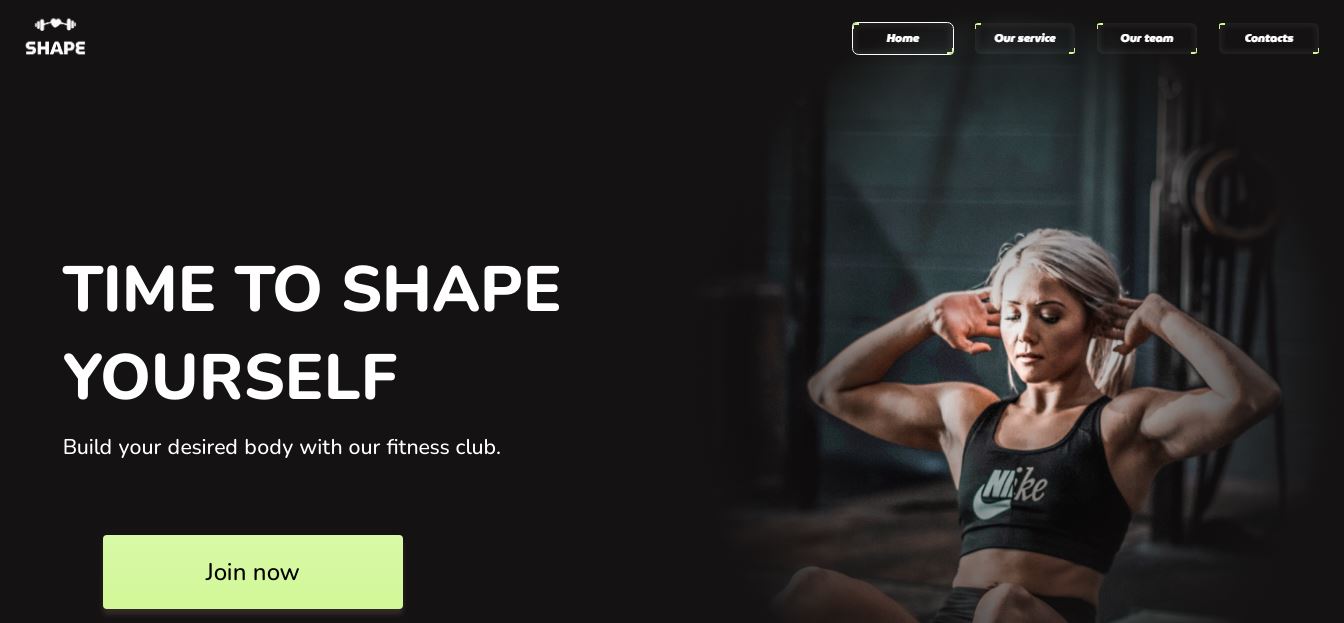 SHAPE
Home
Our service
Our team
Contacts
TIME TO SHAPE
YOURSELF
Build your desired body with our fitness club.
Nike
Join now